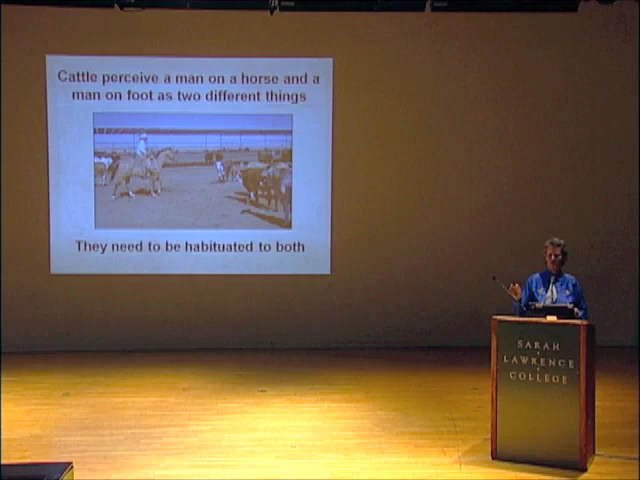 Cattle perceive a man on a horse and a
man on foot as two different things
They need to be habituated to both
SARAH
LAWRENCE
COLLEGE